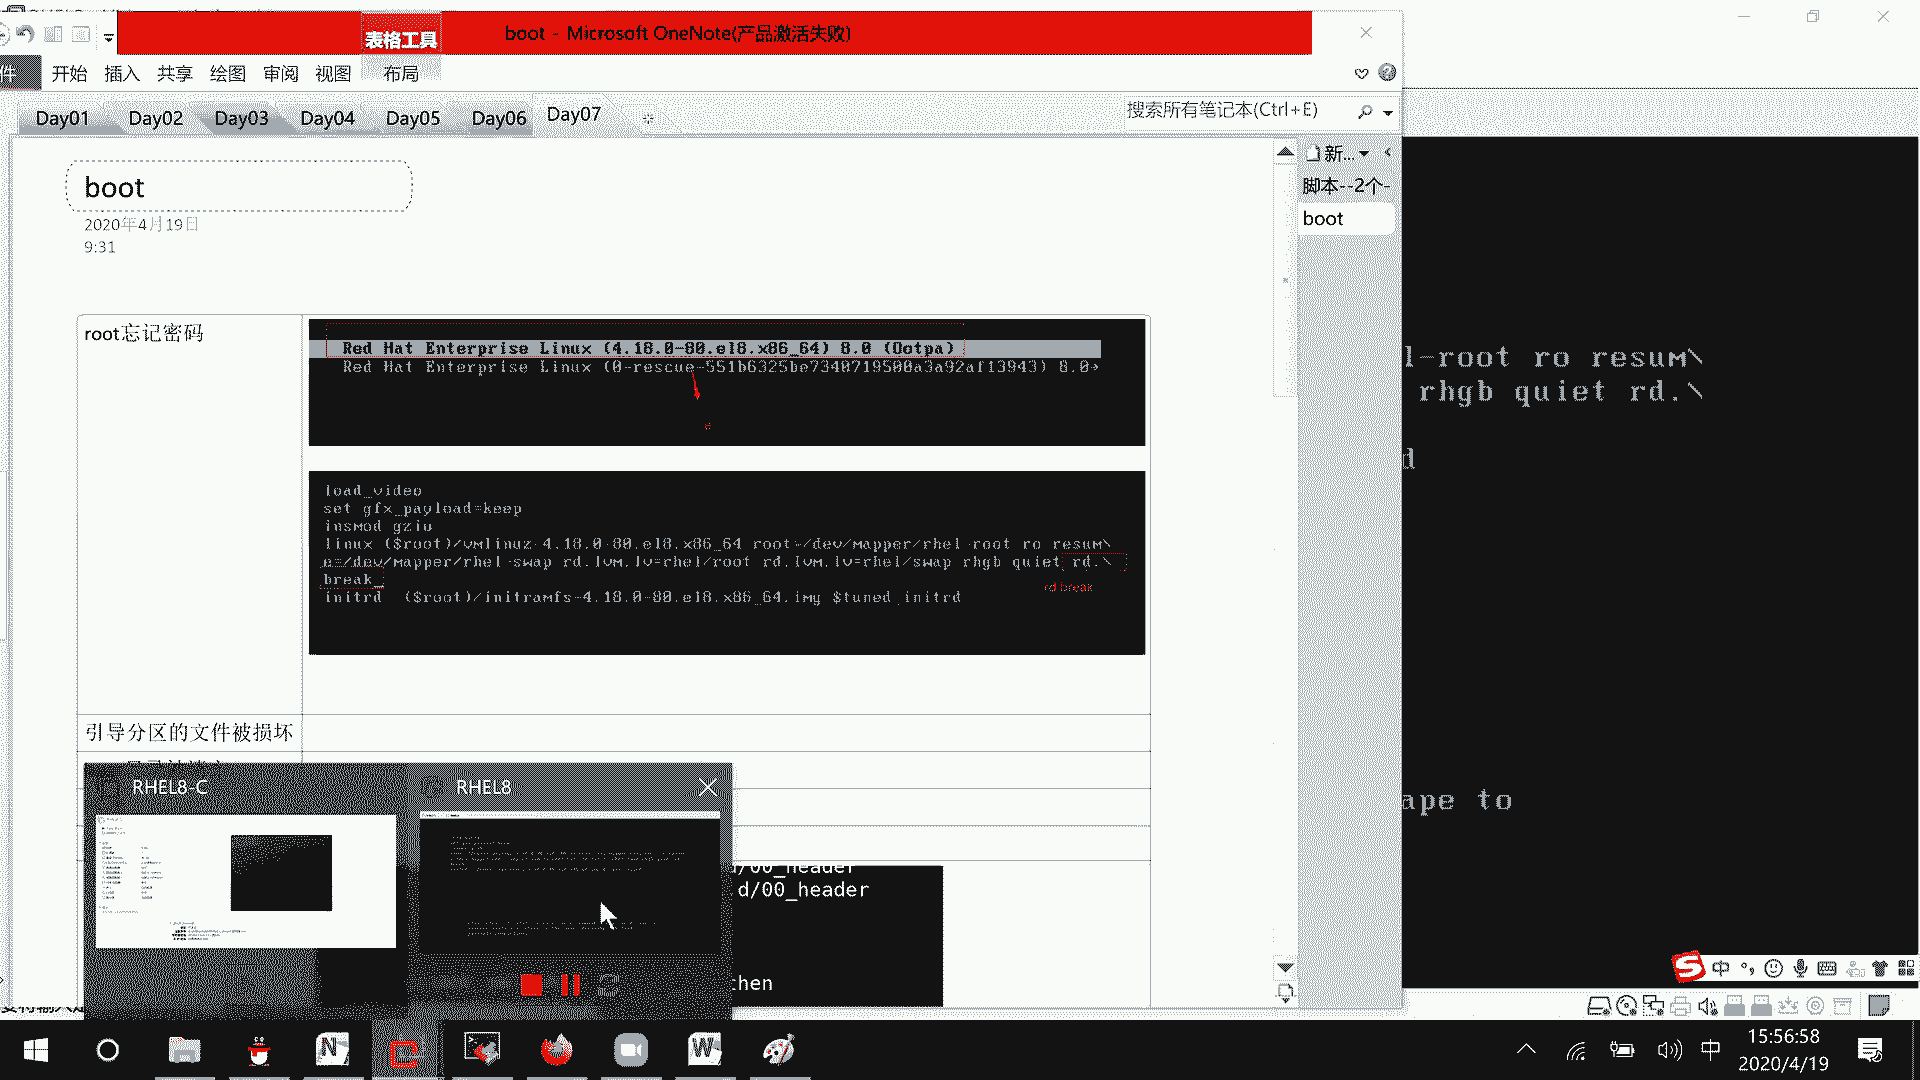 boot - Microsoft OneNote(产品激活失败)
表格工具
件
开始
插入
共享
绘图
审阅
视图
布局
Day01
Day02
Day03
Day04
Day05
Day06
Day07
搜索所有笔记本(Ctrl+E)
新...
脚本--2个-
boot
boot
2020年4月19日
9:31
root忘记密码
Red Hat Enterprise Linux (4.18.0-80.el8.x86_64) 8.0 (Ootpa)
Red Hat Enterprise Linux (0-rescue-551b6325be7340719500a3a92af13943) 8.0→
e
load_video
set gfx_payload=keep
insmod gzio
linux ($root)/vmlinuz-4.18.0-80.el8.x86_64 root=/dev/mapper/rhel-root ro resum\
e=/dev/mapper/rhel-swap rd.lvm.lv=rhel/root rd.lvm.lv=rhel/swap rhgb quiet rd.\
break_
rd.break
initrd ($root)/initramfs-4.18.0-80.el8.x86_64.img $tuned_initrd
引导分区的文件被损坏
l-root ro resum\
rhgb quiet rd.\
d
ape to
RHEL8-C
RHEL8
d/00_header
d/00_header
then
中
中
15:56:58
2020/4/19